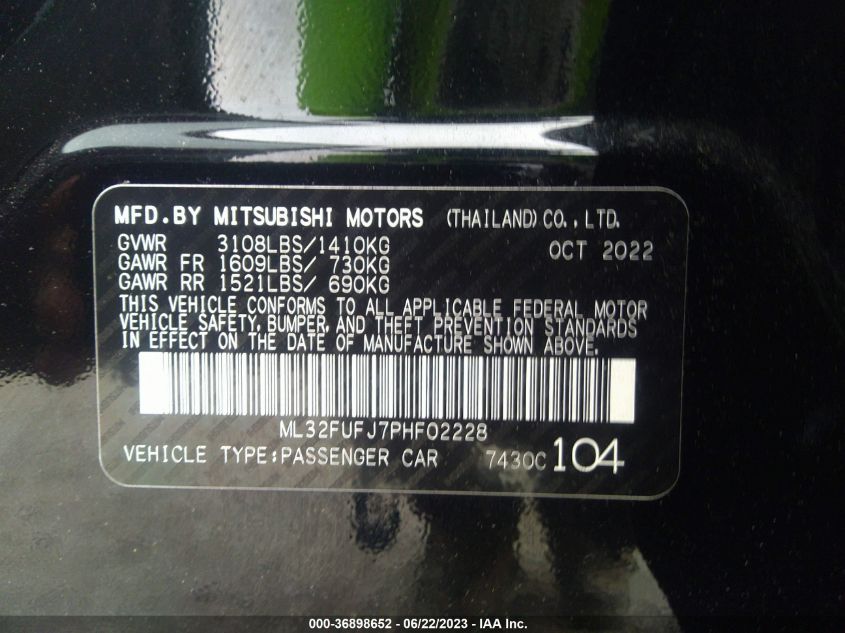 MFD.BY MITSUBISHI MOTORS (THAILAND) CO., LTD.
GVWR 3108LBS/1410KG OCT 2022
GAWR FR 1609LBS/ 730KG
GAWR RR 1521LBS/ 690KG
THIS VEHICLE CONFORMS TO ALL APPLICABLE FEDERAL MOTOR
VEHICLE SAFETY, BUMPER, AND THEFT PREVENTION STANDARDS
IN EFFECT ON THE DATE OF MANUFACTURE SHOWN ABOVE.
ML32FUFJ7PHF02228
VEHICLE TYPE:PASSENGER CAR 7430C 104
000-36898652 - 06/22/2023 - IAA Inc.